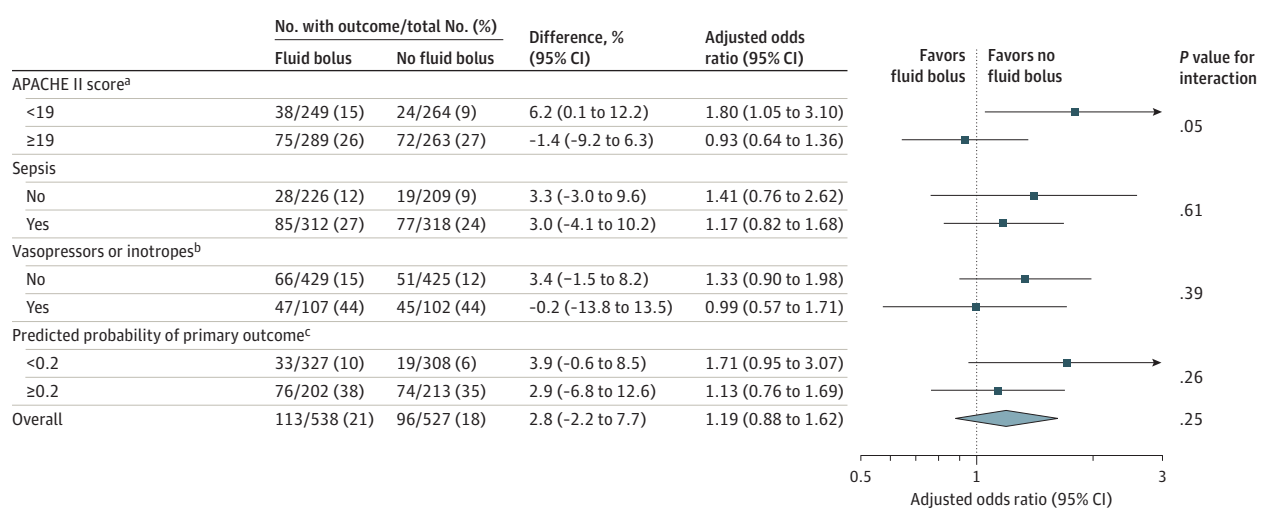 No. with outcome/total No. (%)
Fluid bolus No fluid bolus Difference, % (95% CI) Adjusted odds ratio (95% CI) Favors fluid bolus Favors no fluid bolus P value for interaction
APACHE II scoreᵃ
<19 38/249 (15) 24/264 (9) 6.2 (0.1 to 12.2) 1.80 (1.05 to 3.10) .05
≥19 75/289 (26) 72/263 (27) -1.4 (-9.2 to 6.3) 0.93 (0.64 to 1.36)
Sepsis
No 28/226 (12) 19/209 (9) 3.3 (-3.0 to 9.6) 1.41 (0.76 to 2.62) .61
Yes 85/312 (27) 77/318 (24) 3.0 (-4.1 to 10.2) 1.17 (0.82 to 1.68)
Vasopressors or inotropesᵇ
No 66/429 (15) 51/425 (12) 3.4 (−1.5 to 8.2) 1.33 (0.90 to 1.98) .39
Yes 47/107 (44) 45/102 (44) -0.2 (-13.8 to 13.5) 0.99 (0.57 to 1.71)
Predicted probability of primary outcomeᶜ
<0.2 33/327 (10) 19/308 (6) 3.9 (-0.6 to 8.5) 1.71 (0.95 to 3.07) .26
≥0.2 76/202 (38) 74/213 (35) 2.9 (-6.8 to 12.6) 1.13 (0.76 to 1.69)
Overall 113/538 (21) 96/527 (18) 2.8 (-2.2 to 7.7) 1.19 (0.88 to 1.62) .25
0.5 1 3
Adjusted odds ratio (95% CI)